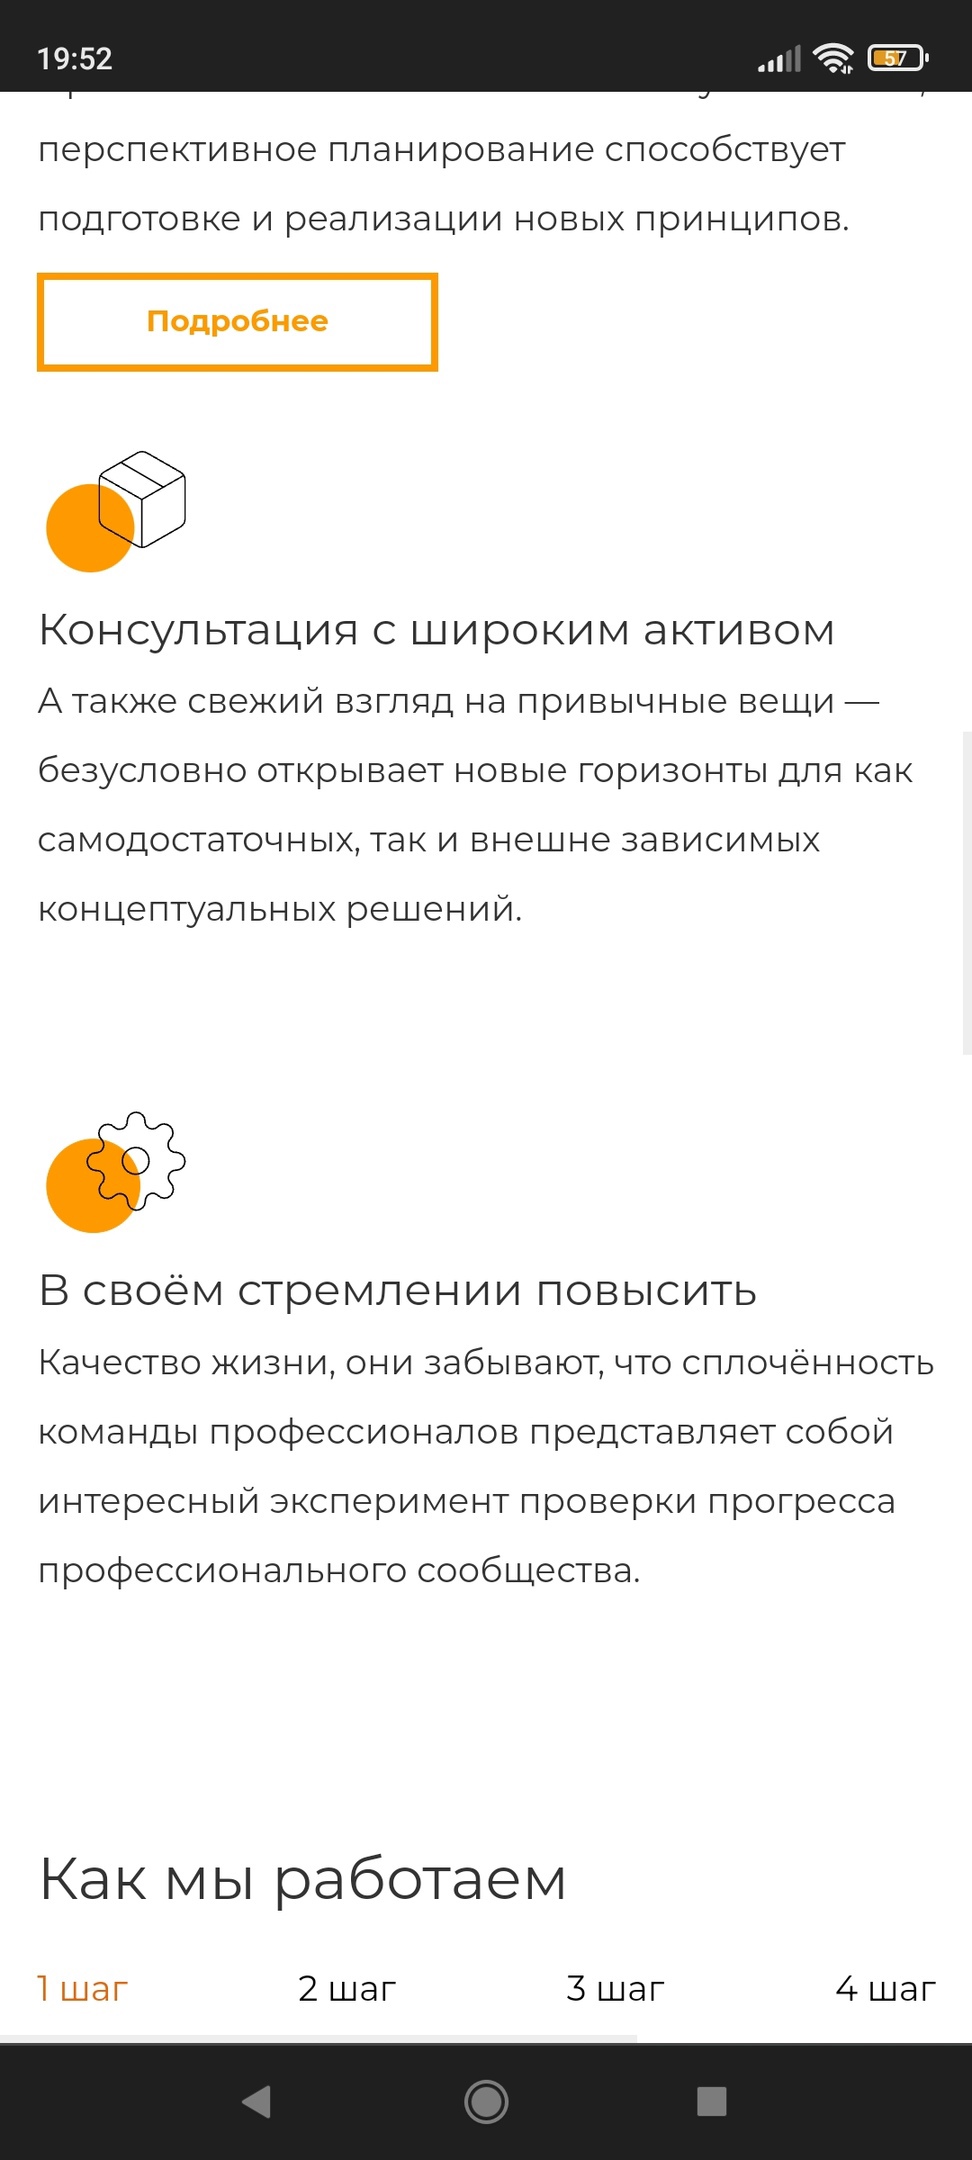 19:52
57
перспективное планирование способствует
подготовке и реализации новых принципов.
Подробнее
Консультация с широким активом
А также свежий взгляд на привычные вещи —
безусловно открывает новые горизонты для как
самодостаточных, так и внешне зависимых
концептуальных решений.
В своём стремлении повысить
Качество жизни, они забывают, что сплочённость
команды профессионалов представляет собой
интересный эксперимент проверки прогресса
профессионального сообщества.
Как мы работаем
1 шаг 2 шаг 3 шаг 4 шаг